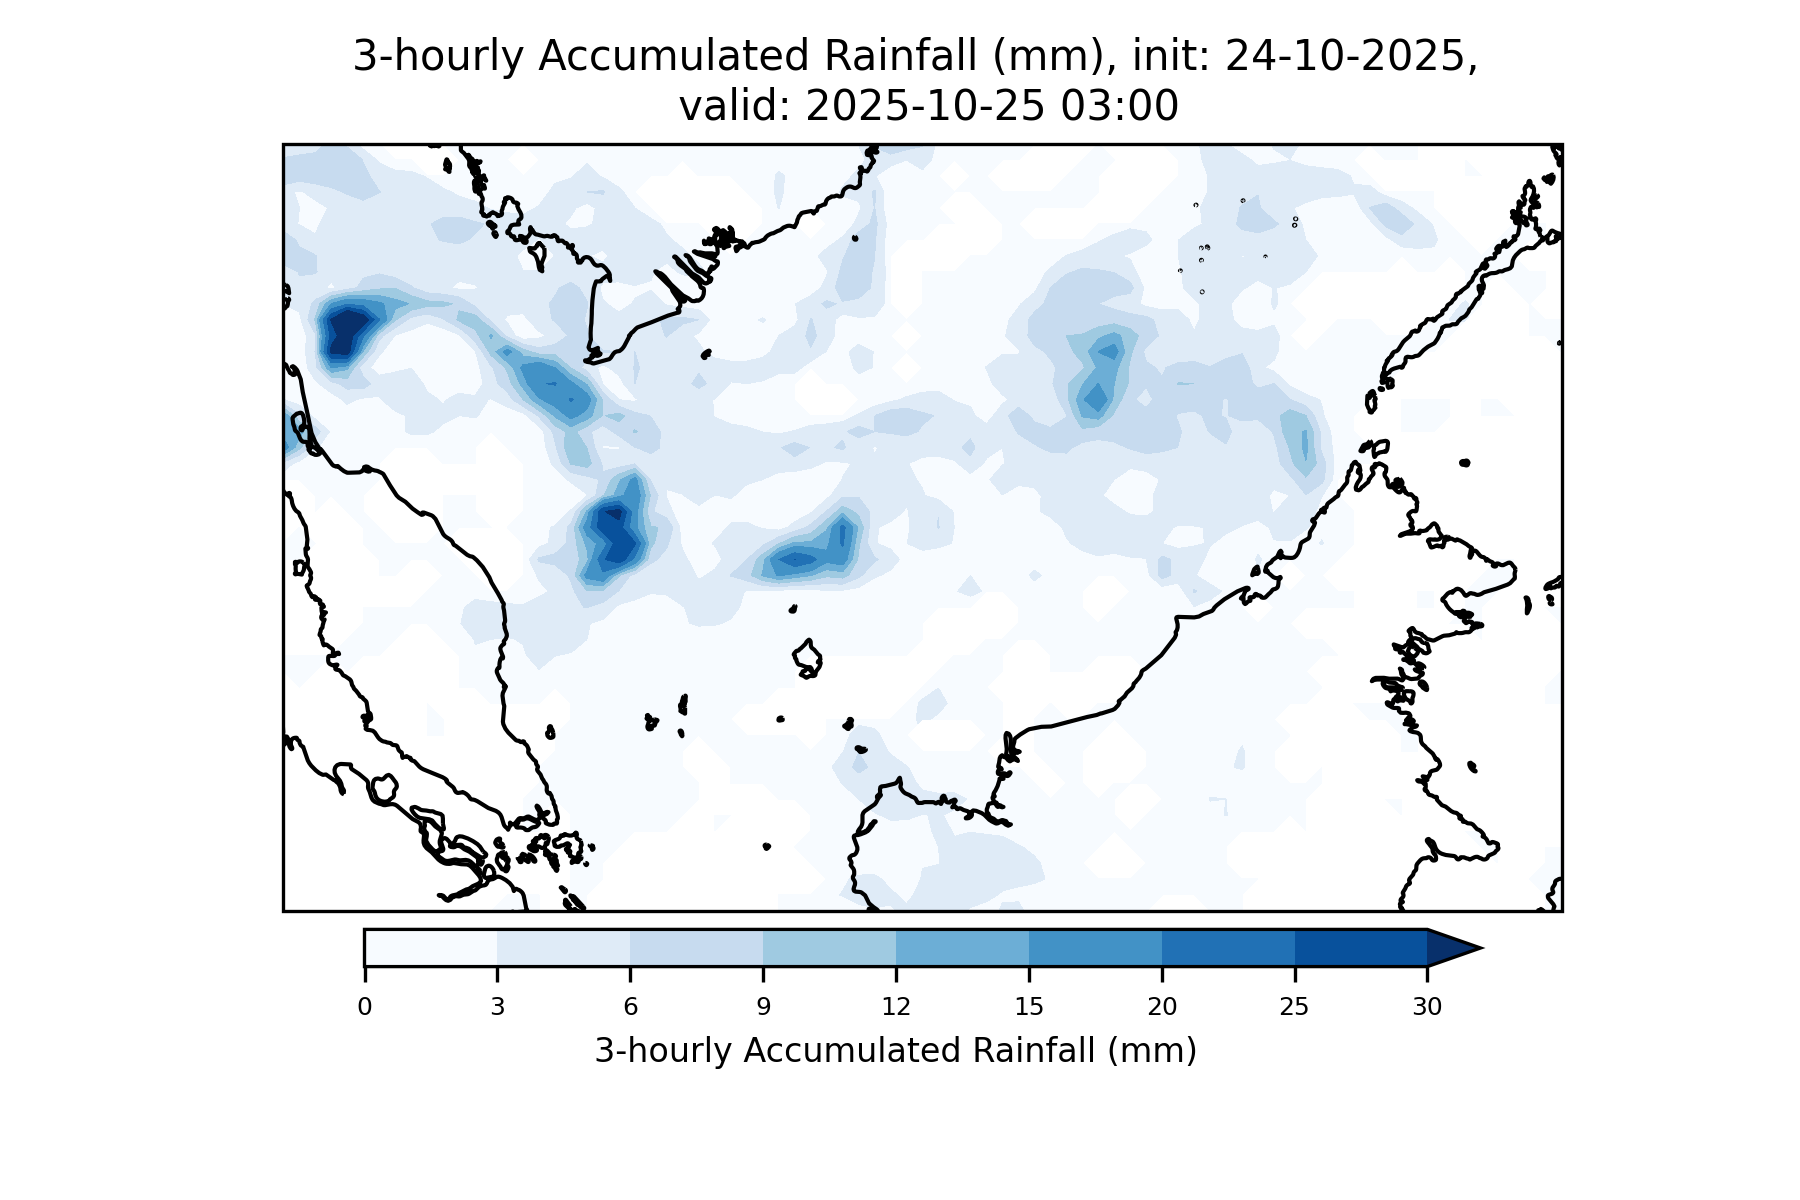 3-hourly Accumulated Rainfall (mm), init: 24-10-2025,
valid: 2025-10-25 03:00
0 3 6 9 12 15 20 25 30
3-hourly Accumulated Rainfall (mm)